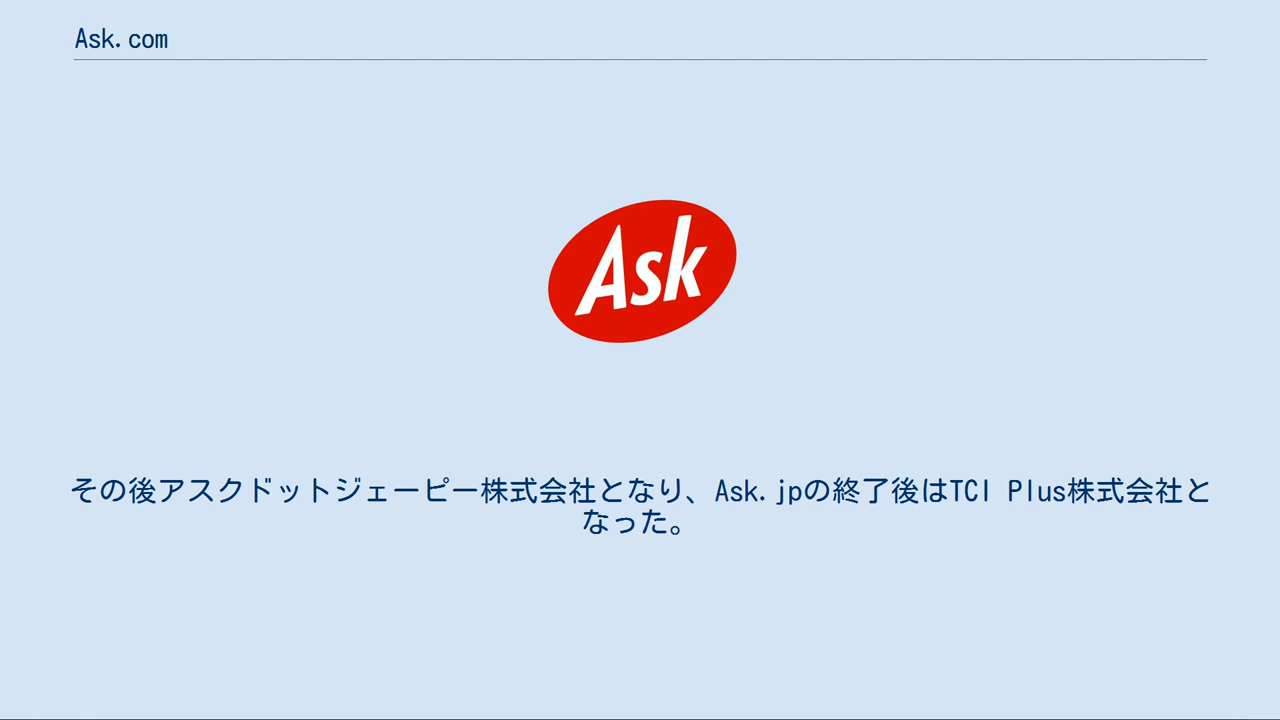 Ask.com
Ask
その後アスクドットジェーピー株式会社となり、Ask.jpの終了後はTCI Plus株式会社と
なった。